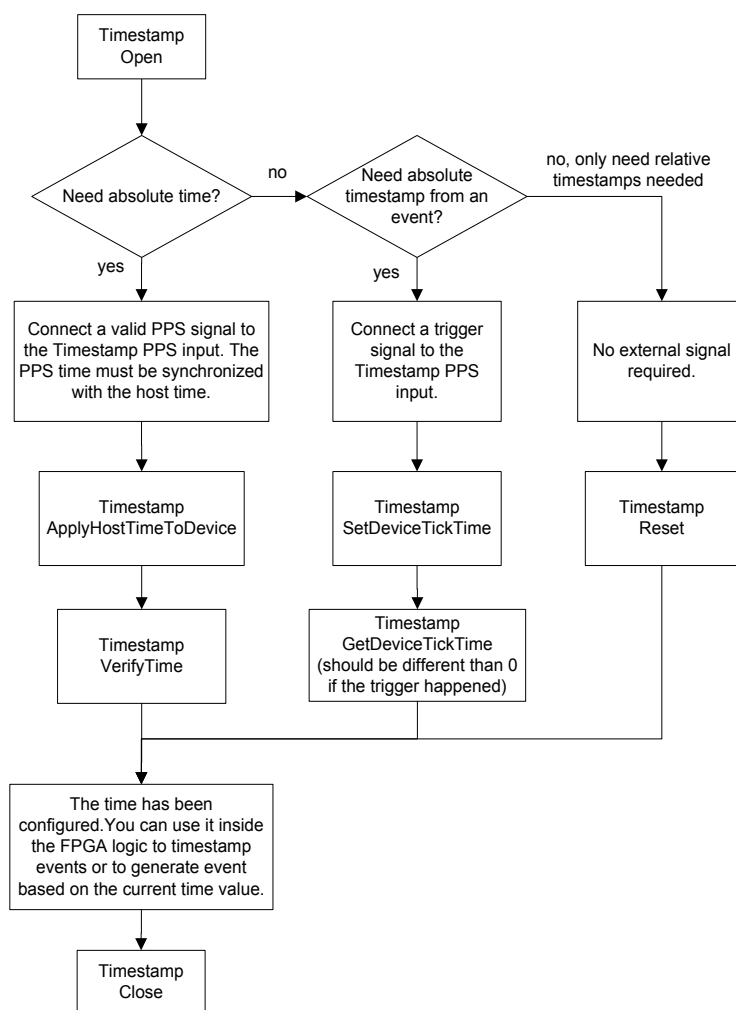 Timestamp
Open
Need absolute time?
no
Need absolute
timestamp from an
event?
no, only need relative
timestamps needed
yes
yes
Connect a valid PPS signal to
the Timestamp PPS input. The
PPS time must be synchronized
with the host time.
Connect a trigger
signal to the
Timestamp PPS
input.
No external signal
required.
Timestamp
ApplyHostTimeToDevice
Timestamp
SetDeviceTickTime
Timestamp
Reset
Timestamp
VerifyTime
Timestamp
GetDeviceTickTime
(should be different than 0
if the trigger happened)
The time has been
configured.You can use it inside
the FPGA logic to timestamp
events or to generate event
based on the current time value.
Timestamp
Close